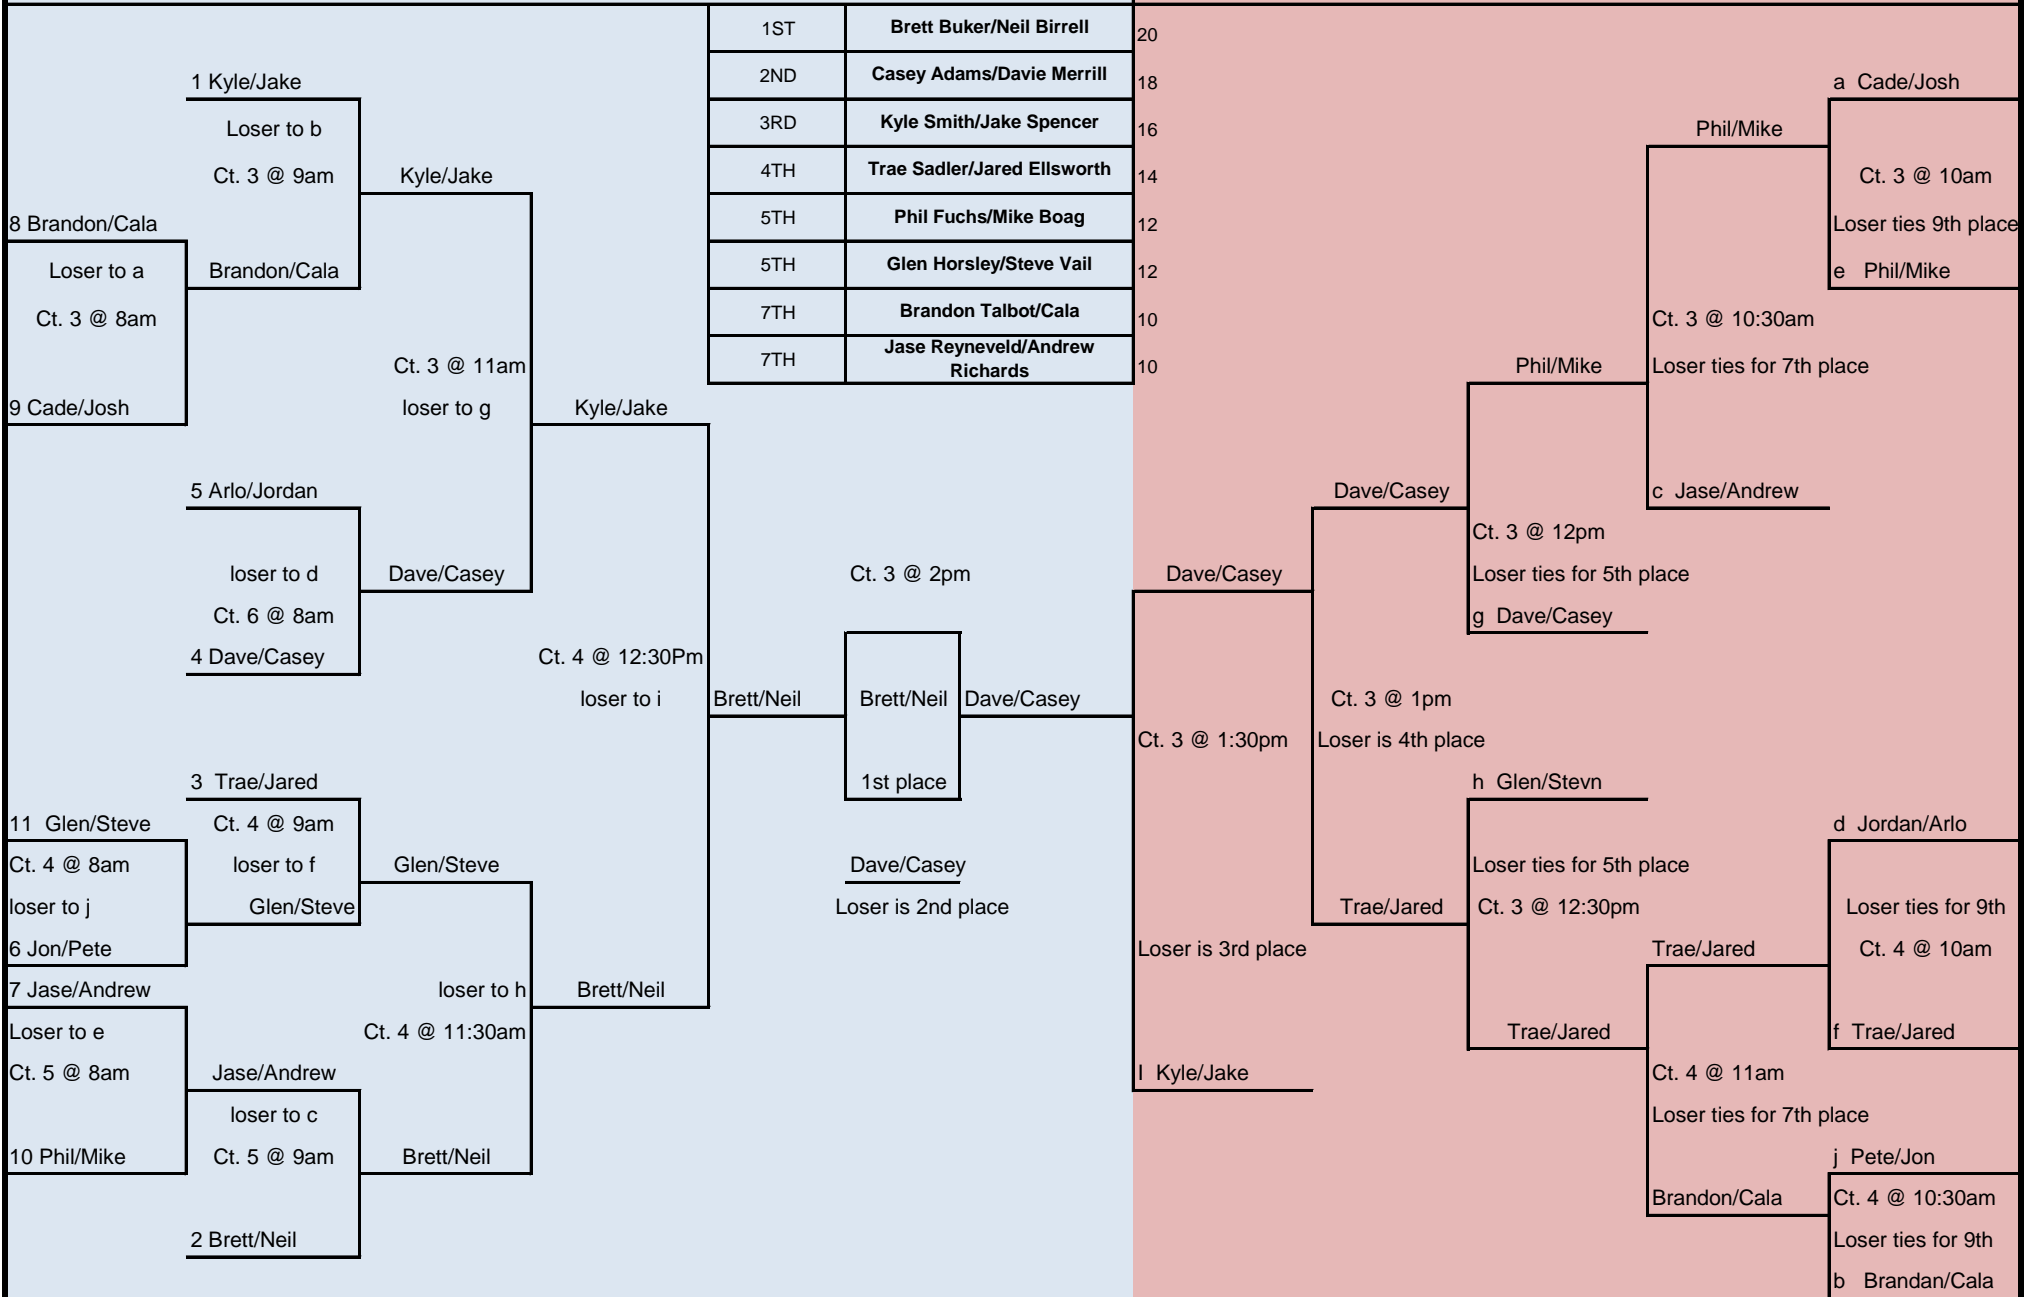 1ST Brett Buker/Neil Birrell 20
2ND Casey Adams/Davie Merrill 18
3RD Kyle Smith/Jake Spencer 16
4TH Trae Sadler/Jared Ellsworth 14
5TH Phil Fuchs/Mike Boag 12
5TH Glen Horsley/Steve Vail 12
7TH Brandon Talbot/Cala 10
7TH Jase Reyneveld/Andrew
Richards 10
1 Kyle/Jake
Loser to b
Ct. 3 @ 9am
Kyle/Jake
8 Brandon/Cala
Loser to a
Brandon/Cala
Ct. 3 @ 8am
Ct. 3 @ 11am
9 Cade/Josh
loser to g
Kyle/Jake
5 Arlo/Jordan
loser to d
Dave/Casey
Ct. 6 @ 8am
4 Dave/Casey
Ct. 4 @ 12:30Pm
loser to i
Brett/Neil
3 Trae/Jared
11 Glen/Steve
Ct. 4 @ 9am
Ct. 4 @ 8am
loser to f
Glen/Steve
loser to j
Glen/Steve
6 Jon/Pete
7 Jase/Andrew
loser to h
Brett/Neil
Loser to e
Ct. 4 @ 11:30am
Ct. 5 @ 8am
Jase/Andrew
loser to c
10 Phil/Mike
Ct. 5 @ 9am
Brett/Neil
2 Brett/Neil
Ct. 3 @ 2pm
Brett/Neil
Dave/Casey
1st place
Dave/Casey
Loser is 2nd place
a Cade/Josh
Phil/Mike
Ct. 3 @ 10am
Loser ties 9th place
e Phil/Mike
Ct. 3 @ 10:30am
Phil/Mike
Loser ties for 7th place
Dave/Casey
c Jase/Andrew
Ct. 3 @ 12pm
Dave/Casey
Loser ties for 5th place
g Dave/Casey
Ct. 3 @ 1pm
Ct. 3 @ 1:30pm
Loser is 4th place
h Glen/Stevn
d Jordan/Arlo
Loser ties for 5th place
Trae/Jared
Ct. 3 @ 12:30pm
Loser ties for 9th
Loser is 3rd place
Trae/Jared
Ct. 4 @ 10am
Trae/Jared
f Trae/Jared
I Kyle/Jake
Ct. 4 @ 11am
Loser ties for 7th place
j Pete/Jon
Brandon/Cala
Ct. 4 @ 10:30am
Loser ties for 9th
b Brandan/Cala